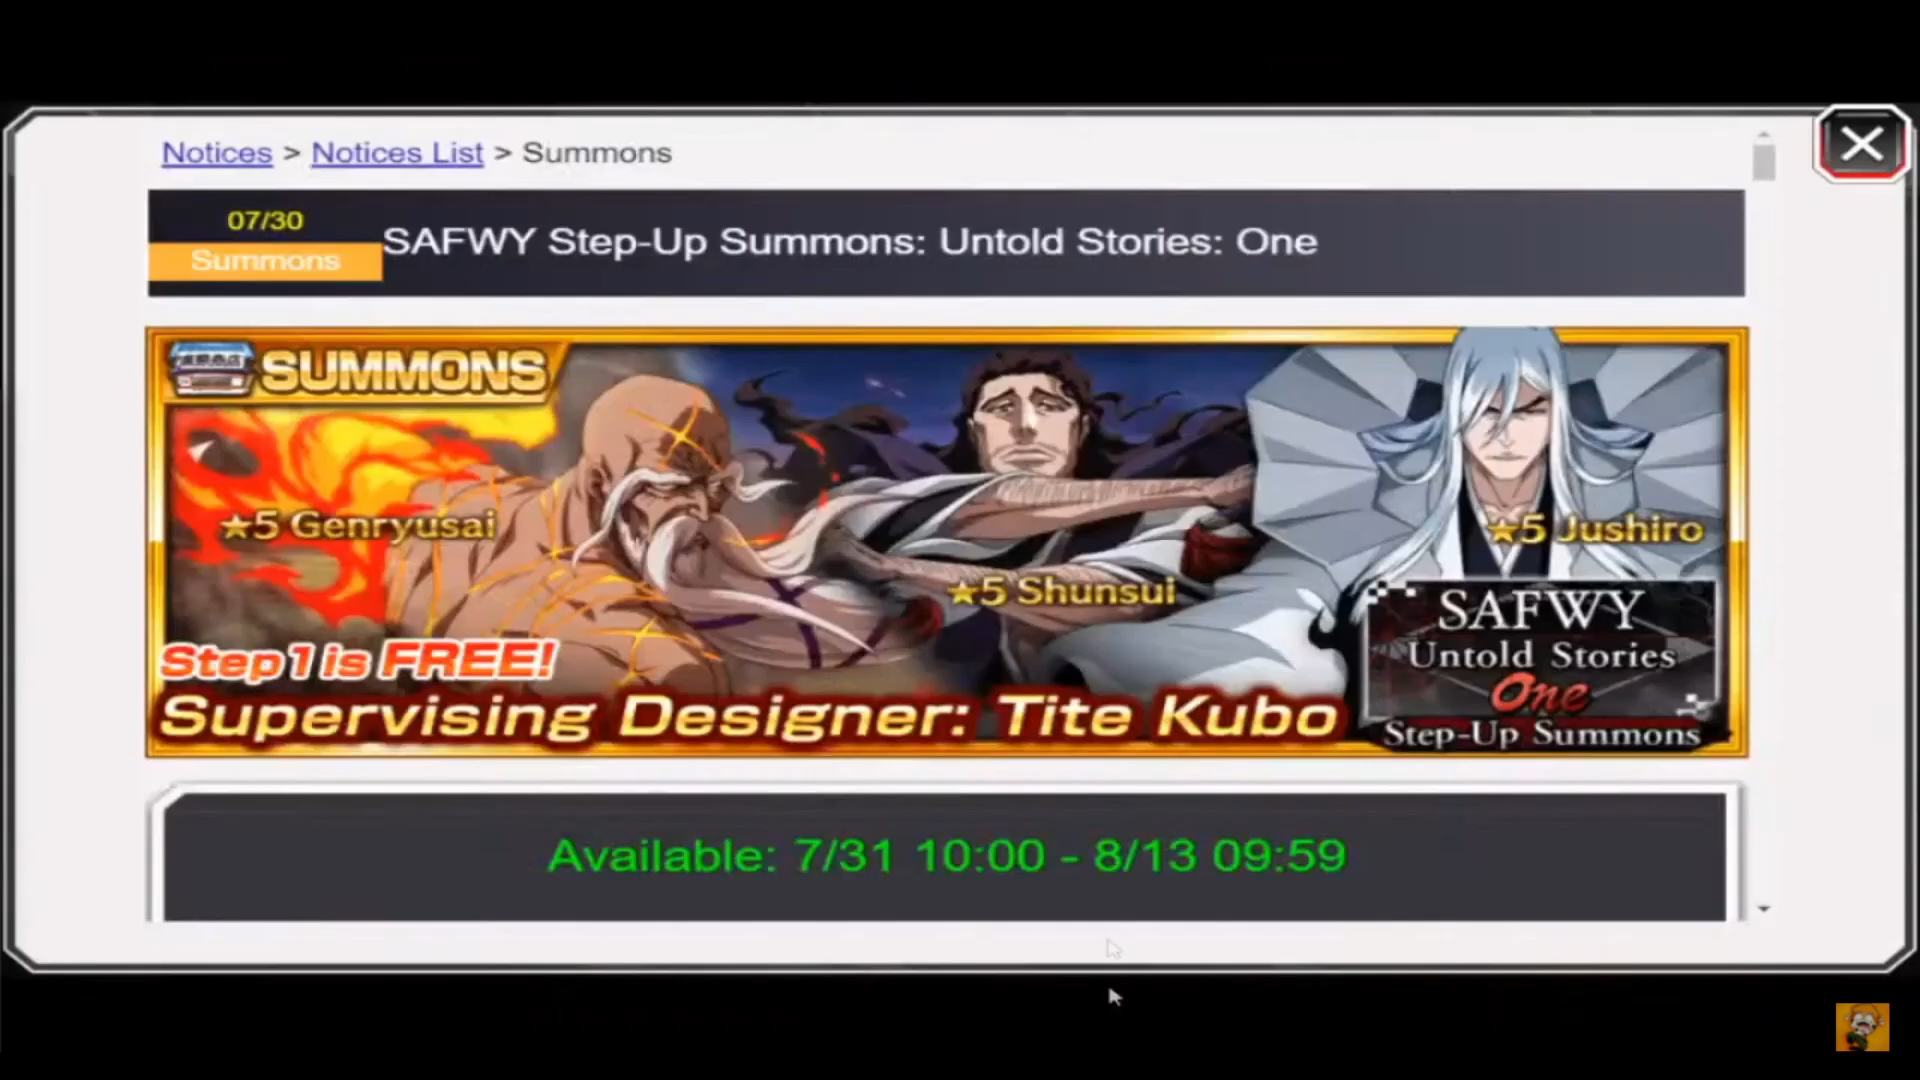 Notices > Notices List > Summons
07/30
Summons
SAFWY Step-Up Summons: Untold Stories: One
SUMMONS
★5 Genryusai
★5 Shunsui
★5 Jushiro
Step 1 is FREE!
Supervising Designer: Tite Kubo
SAFWY
Untold Stories
One
Step-Up Summons
Available: 7/31 10:00 - 8/13 09:59